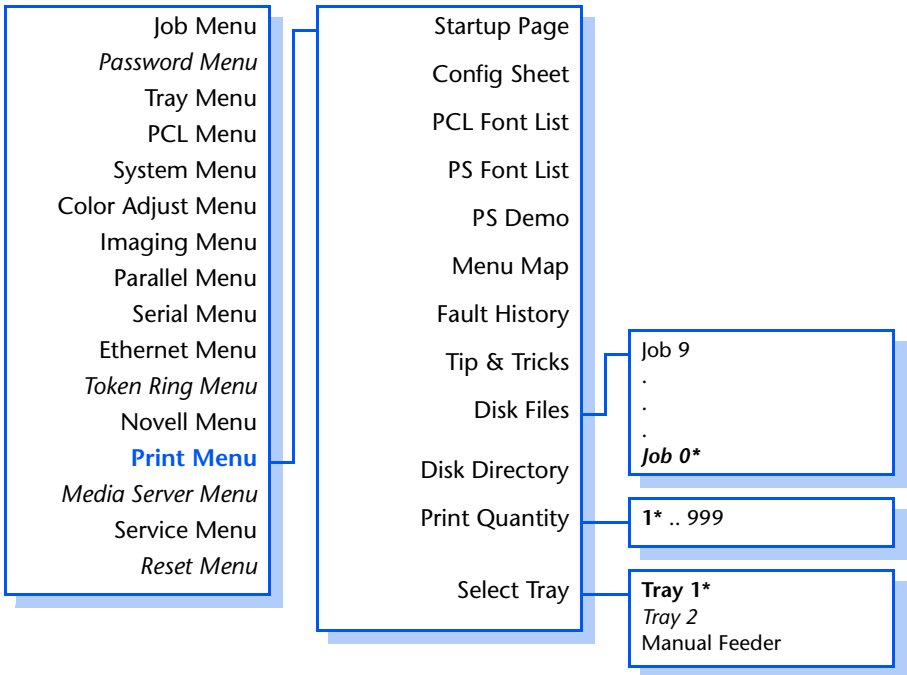 Job Menu
Password Menu
Tray Menu
PCL Menu
System Menu
Color Adjust Menu
Imaging Menu
Parallel Menu
Serial Menu
Ethernet Menu
Token Ring Menu
Novell Menu
Print Menu
Media Server Menu
Service Menu
Reset Menu
Startup Page
Config Sheet
PCL Font List
PS Font List
PS Demo
Menu Map
Fault History
Tip & Tricks
Disk Files
Disk Directory
Print Quantity
Select Tray
Job 9
.
.
.
Job 0*
1* .. 999
Tray 1*
Tray 2
Manual Feeder